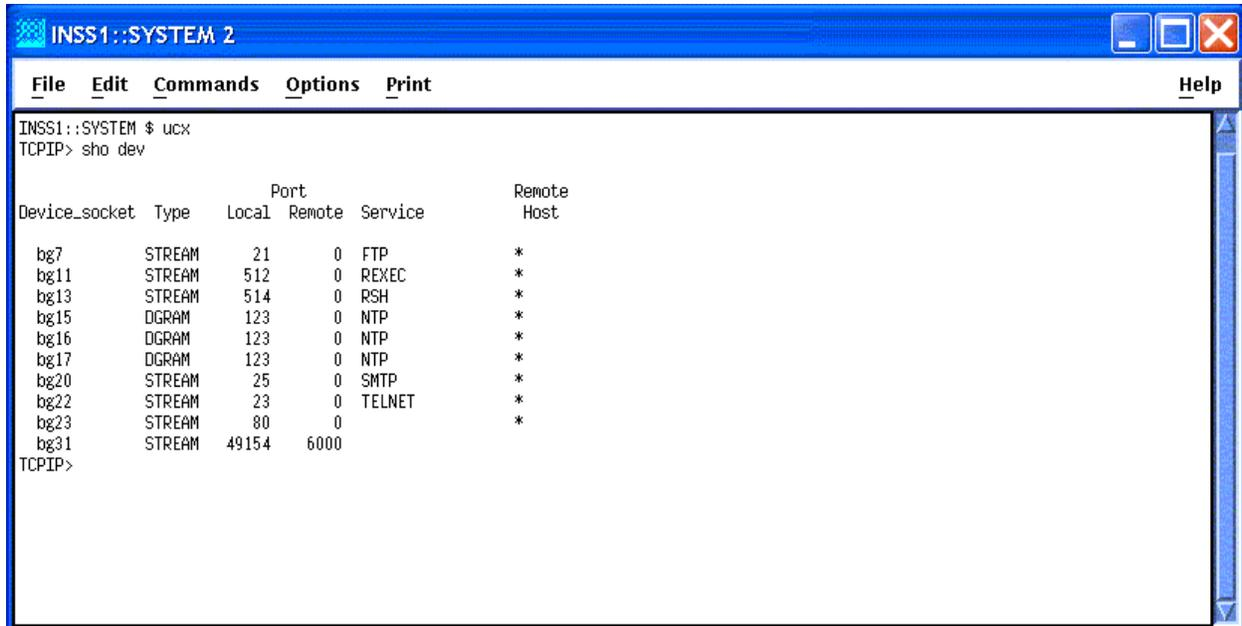 INSS1::SYSTEM 2
File Edit Commands Options Print Help
INSS1::SYSTEM $ ucx
TCPIP> sho dev
Port Remote
Device_socket Type Local Remote Service Host
bg7 STREAM 21 0 FTP *
bg11 STREAM 512 0 REXEC *
bg13 STREAM 514 0 RSH *
bg15 DGRAM 123 0 NTP *
bg16 DGRAM 123 0 NTP *
bg17 DGRAM 123 0 NTP *
bg20 STREAM 25 0 SMTP *
bg22 STREAM 23 0 TELNET *
bg23 STREAM 80 0 *
bg31 STREAM 49154 6000
TCPIP>